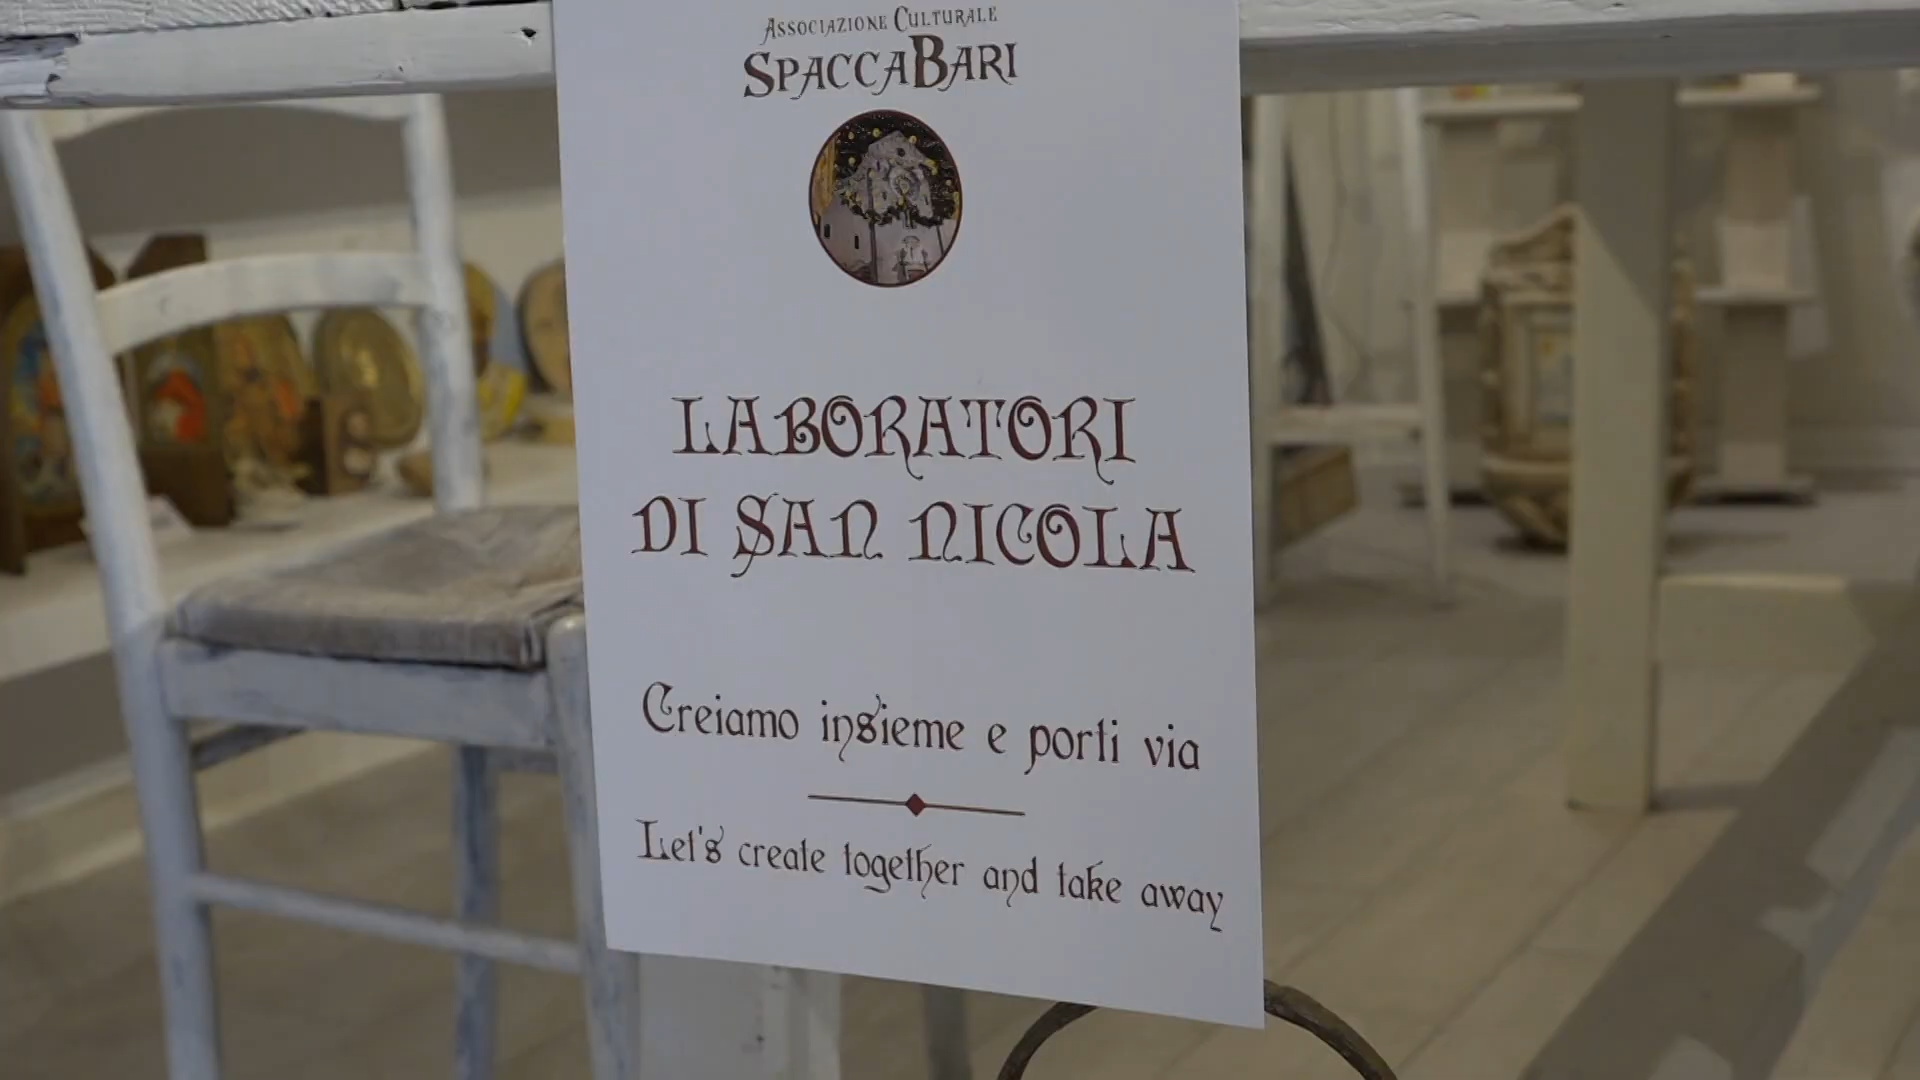 ASSOCIAZIONE CULTURALE
SPACCABARI
LABORATORI
DI SAN NICOLA
Creiamo insieme e porti via
Let's create together and take away